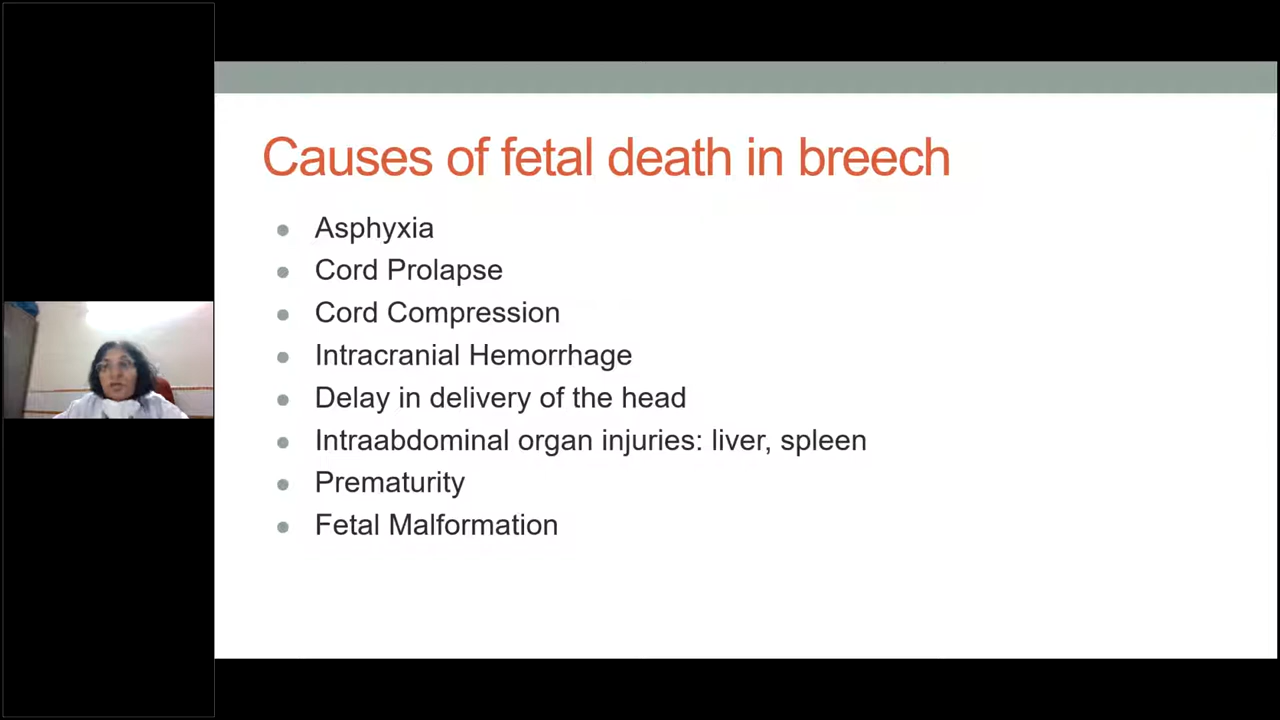 Causes of fetal death in breech
Asphyxia
Cord Prolapse
Cord Compression
Intracranial Hemorrhage
Delay in delivery of the head
Intraabdominal organ injuries: liver, spleen
Prematurity
Fetal Malformation